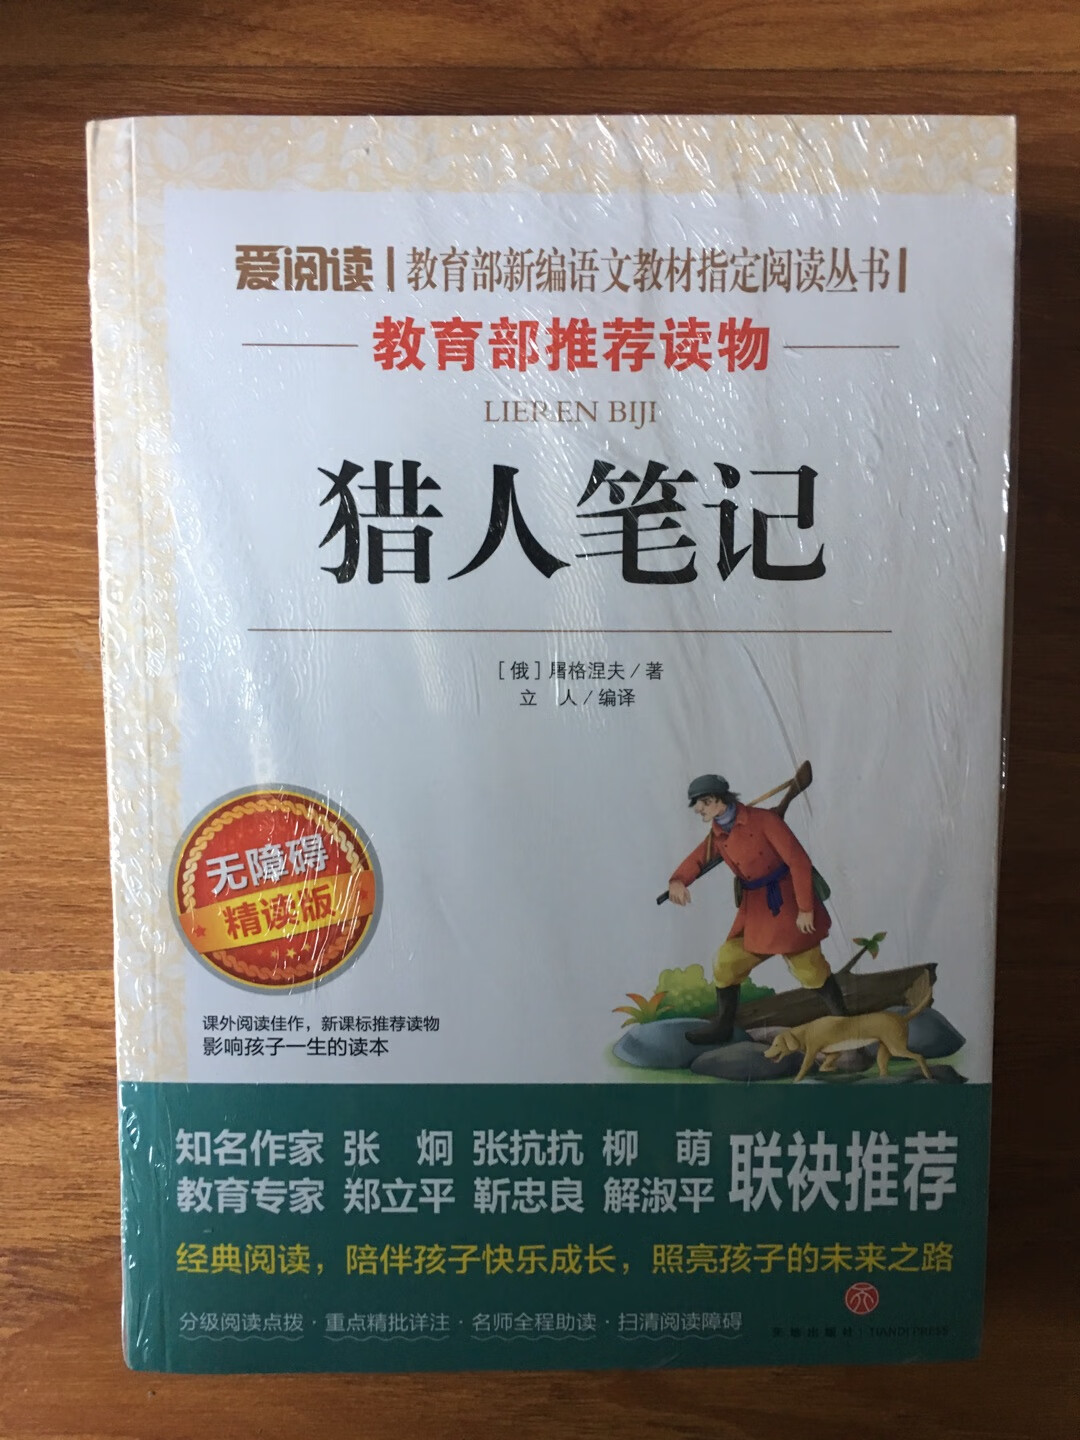 爱阅读|教育部新编语文教材指定阅读丛书|
教育部推荐读物
LIEREN BIJI
猎人笔记
[俄]屠格涅夫/著
立 人/编译
无障碍
精读版
课外阅读佳作，新课标推荐读物
影响孩子一生的读本
知名作家 张 炯 张抗抗 柳 萌
教育专家 郑立平 靳忠良 解淑平
联袂推荐
经典阅读，陪伴孩子快乐成长，照亮孩子的未来之路
分级阅读点拨·重点精批详注·名师全程助读·扫清阅读障碍
天地出版社|TIANDI PRESS